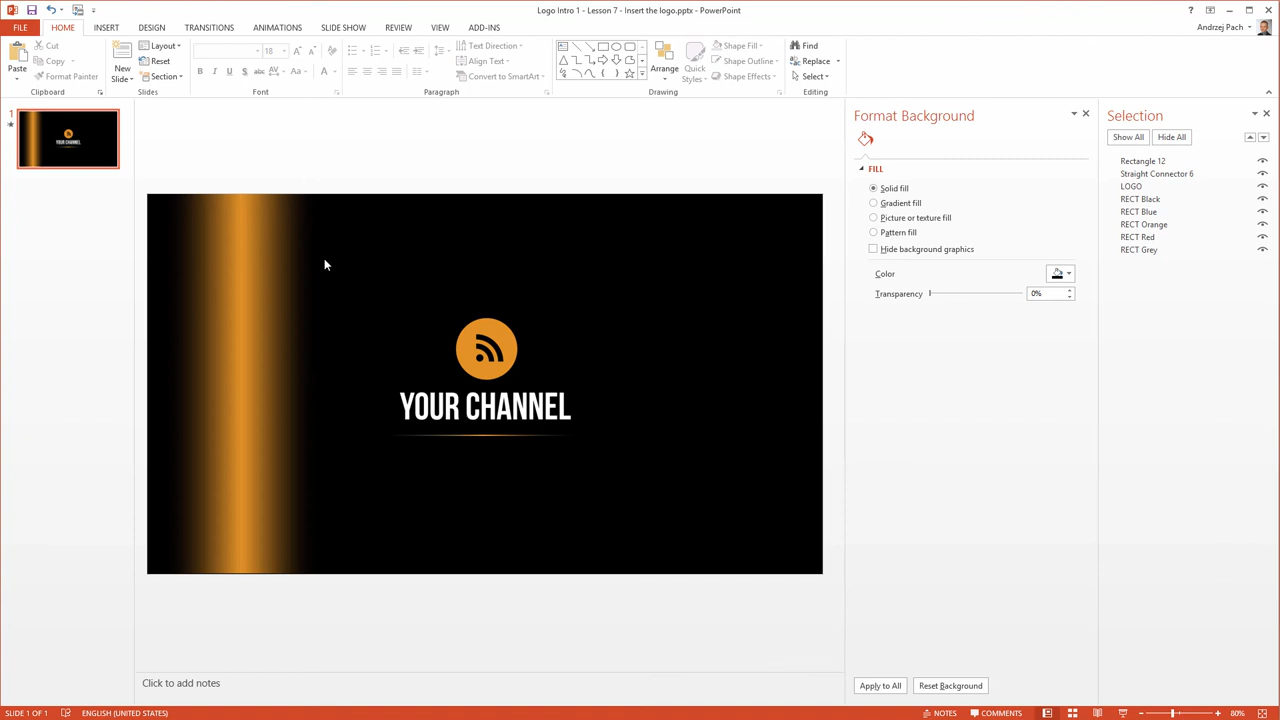 Logo Intro 1 - Lesson 7 - Insert the logo.pptx - PowerPoint
FILE HOME INSERT DESIGN TRANSITIONS ANIMATIONS SLIDE SHOW REVIEW VIEW ADD-INS Andrzej Pach
Paste Cut Copy Format Painter Clipboard
New Slide Layout Reset Section Slides
18 Font
Text Direction Align Text Convert to SmartArt Paragraph
Arrange Quick Styles Shape Fill Shape Outline Shape Effects Drawing
Find Replace Select Editing
1
YOUR CHANNEL
YOUR CHANNEL
Click to add notes
Format Background
FILL
Solid fill
Gradient fill
Picture or texture fill
Pattern fill
Hide background graphics
Color
Transparency 0%
Apply to All Reset Background
Selection
Show All Hide All
Rectangle 12
Straight Connector 6
LOGO
RECT Black
RECT Blue
RECT Orange
RECT Red
RECT Grey
SLIDE 1 OF 1 ENGLISH (UNITED STATES) NOTES COMMENTS 80%